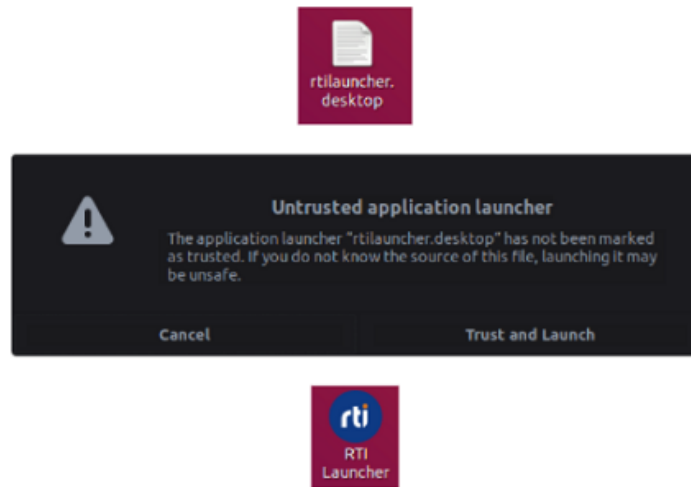 rtilauncher.
desktop
Untrusted application launcher
The application launcher "rtilauncher.desktop" has not been marked
as trusted. If you do not know the source of this file, launching it may
be unsafe.
Cancel
Trust and Launch
rti
RTI
Launcher